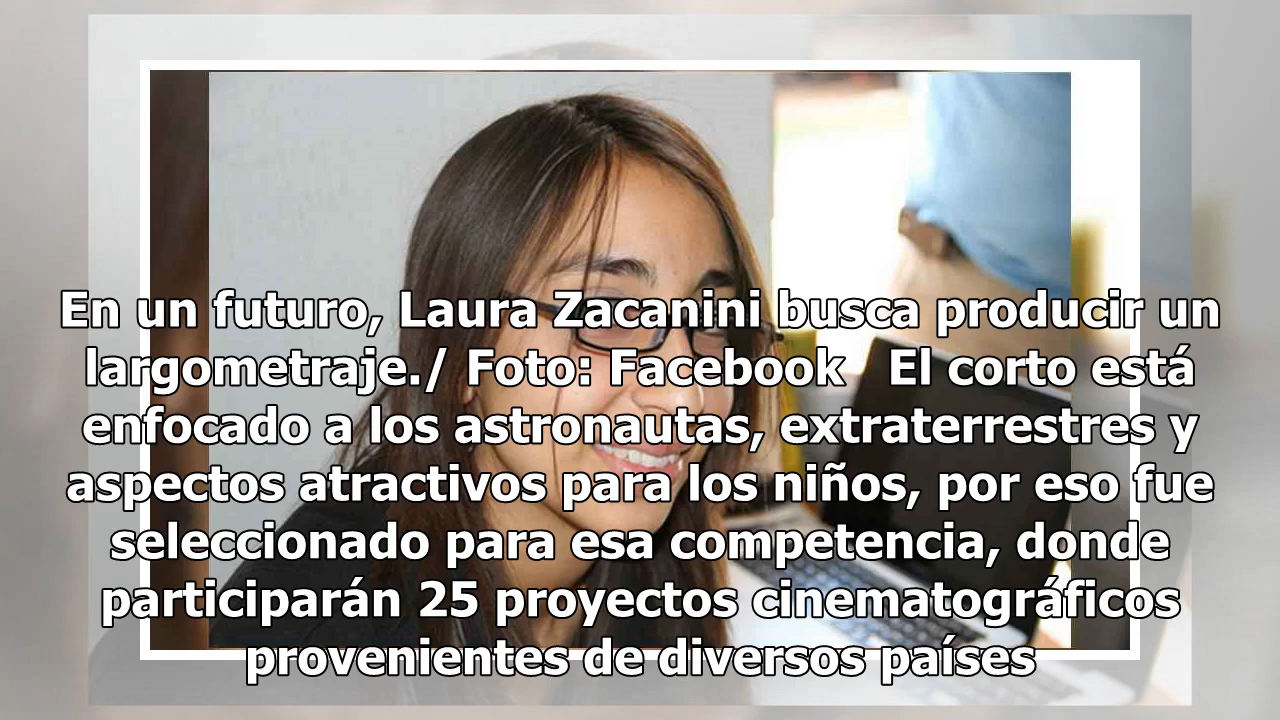 En un futuro, Laura Zacanini busca producir un
largometraje./ Foto: Facebook   El corto está
enfocado a los astronautas, extraterrestres y
aspectos atractivos para los niños, por eso fue
seleccionado para esa competencia, donde
participarán 25 proyectos cinematográficos
provenientes de diversos países